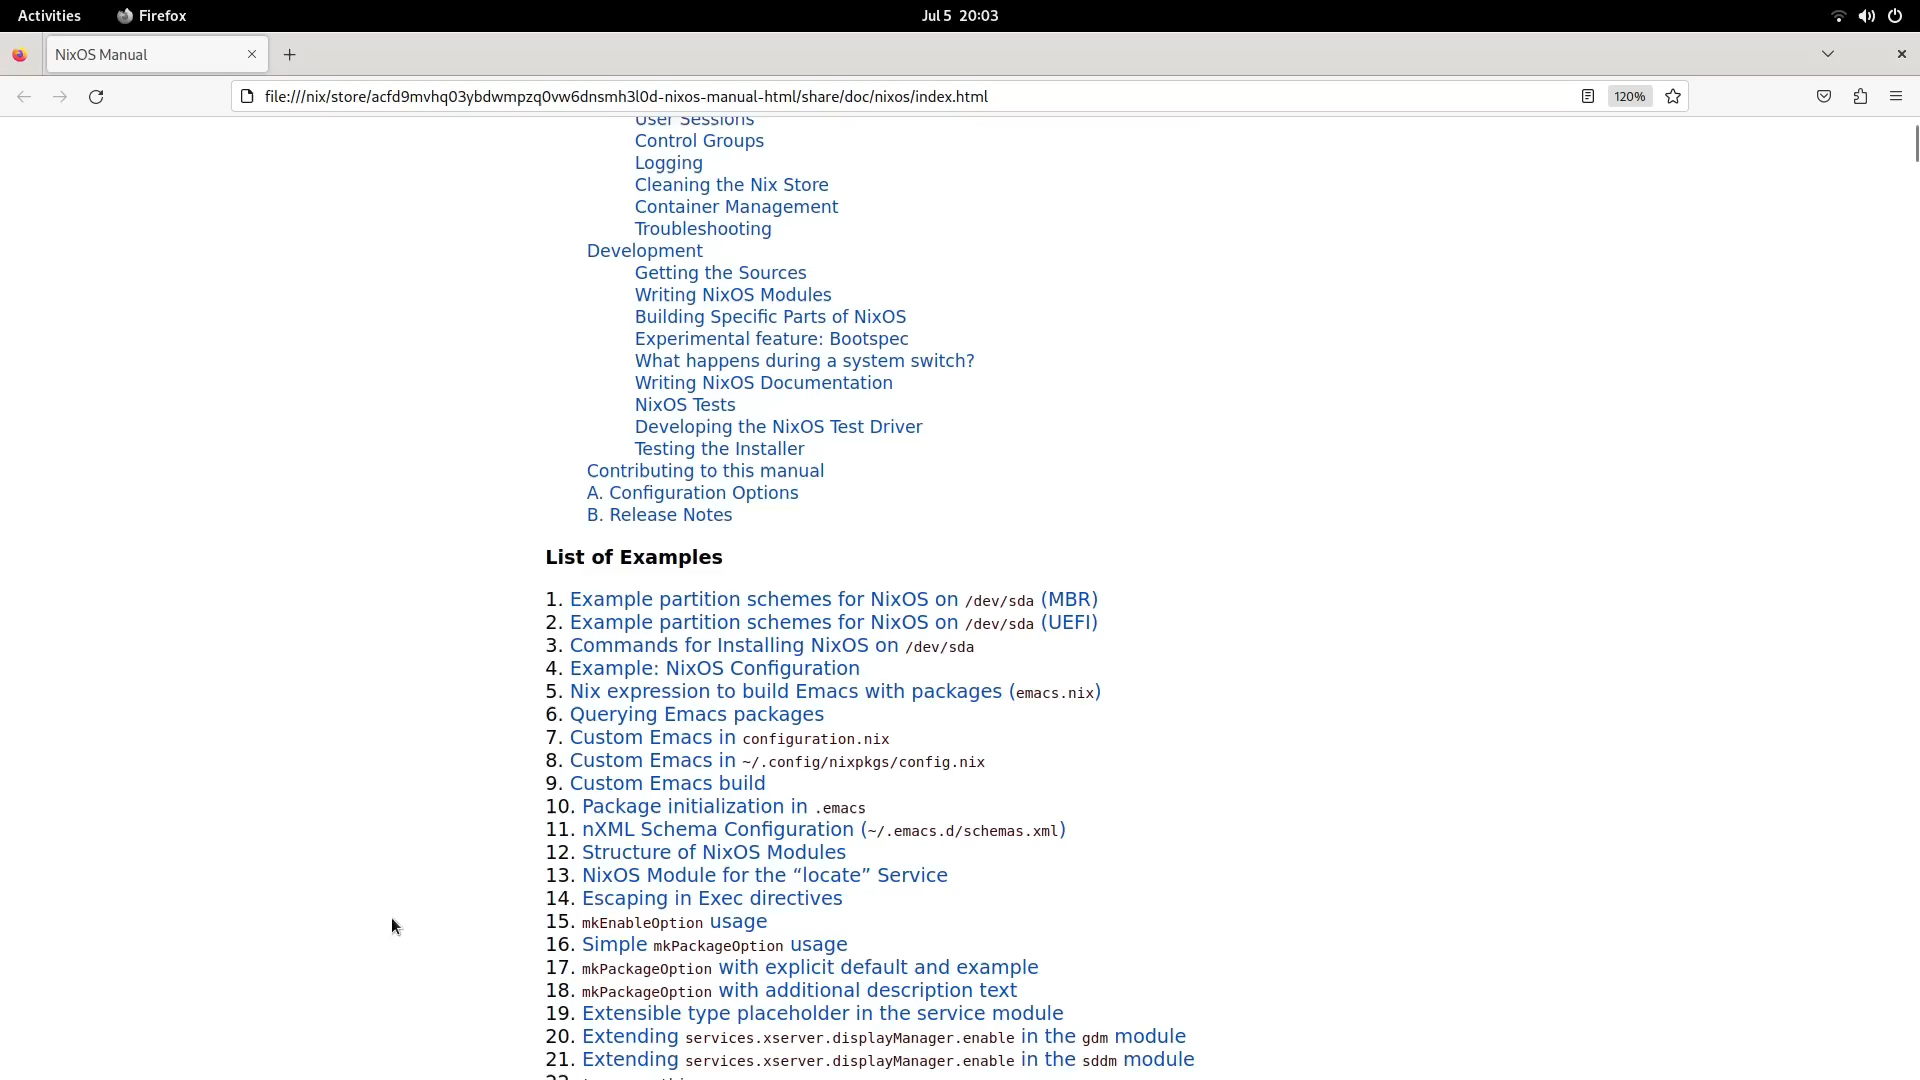 Activities Firefox Jul 5 20:03
NixOS Manual
file:///nix/store/acfd9mvhq03ybdwmpzq0vw6dnsmh3l0d-nixos-manual-html/share/doc/nixos/index.html 120%
User Sessions
Control Groups
Logging
Cleaning the Nix Store
Container Management
Troubleshooting
Development
Getting the Sources
Writing NixOS Modules
Building Specific Parts of NixOS
Experimental feature: Bootspec
What happens during a system switch?
Writing NixOS Documentation
NixOS Tests
Developing the NixOS Test Driver
Testing the Installer
Contributing to this manual
A. Configuration Options
B. Release Notes
List of Examples
1. Example partition schemes for NixOS on /dev/sda (MBR)
2. Example partition schemes for NixOS on /dev/sda (UEFI)
3. Commands for Installing NixOS on /dev/sda
4. Example: NixOS Configuration
5. Nix expression to build Emacs with packages (emacs.nix)
6. Querying Emacs packages
7. Custom Emacs in configuration.nix
8. Custom Emacs in ~/.config/nixpkgs/config.nix
9. Custom Emacs build
10. Package initialization in .emacs
11. nXML Schema Configuration (~/.emacs.d/schemas.xml)
12. Structure of NixOS Modules
13. NixOS Module for the “locate” Service
14. Escaping in Exec directives
15. mkEnableOption usage
16. Simple mkPackageOption usage
17. mkPackageOption with explicit default and example
18. mkPackageOption with additional description text
19. Extensible type placeholder in the service module
20. Extending services.xserver.displayManager.enable in the gdm module
21. Extending services.xserver.displayManager.enable in the sddm module